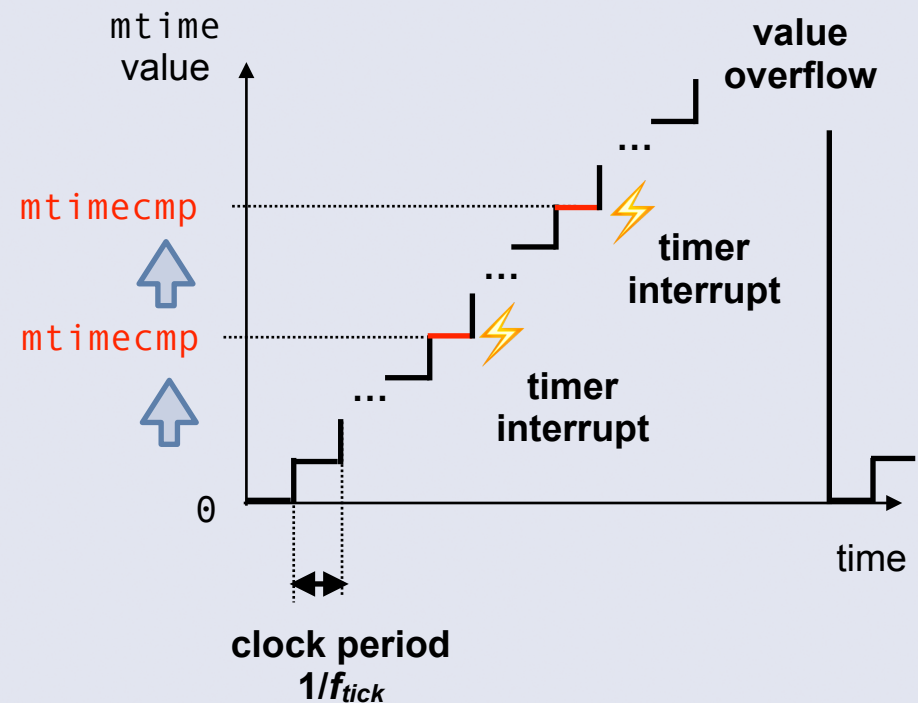 mtime
value
value
overflow
...
mtimecmp
timer
interrupt
...
mtimecmp
timer
interrupt
...
0
time
clock period
1/ftick